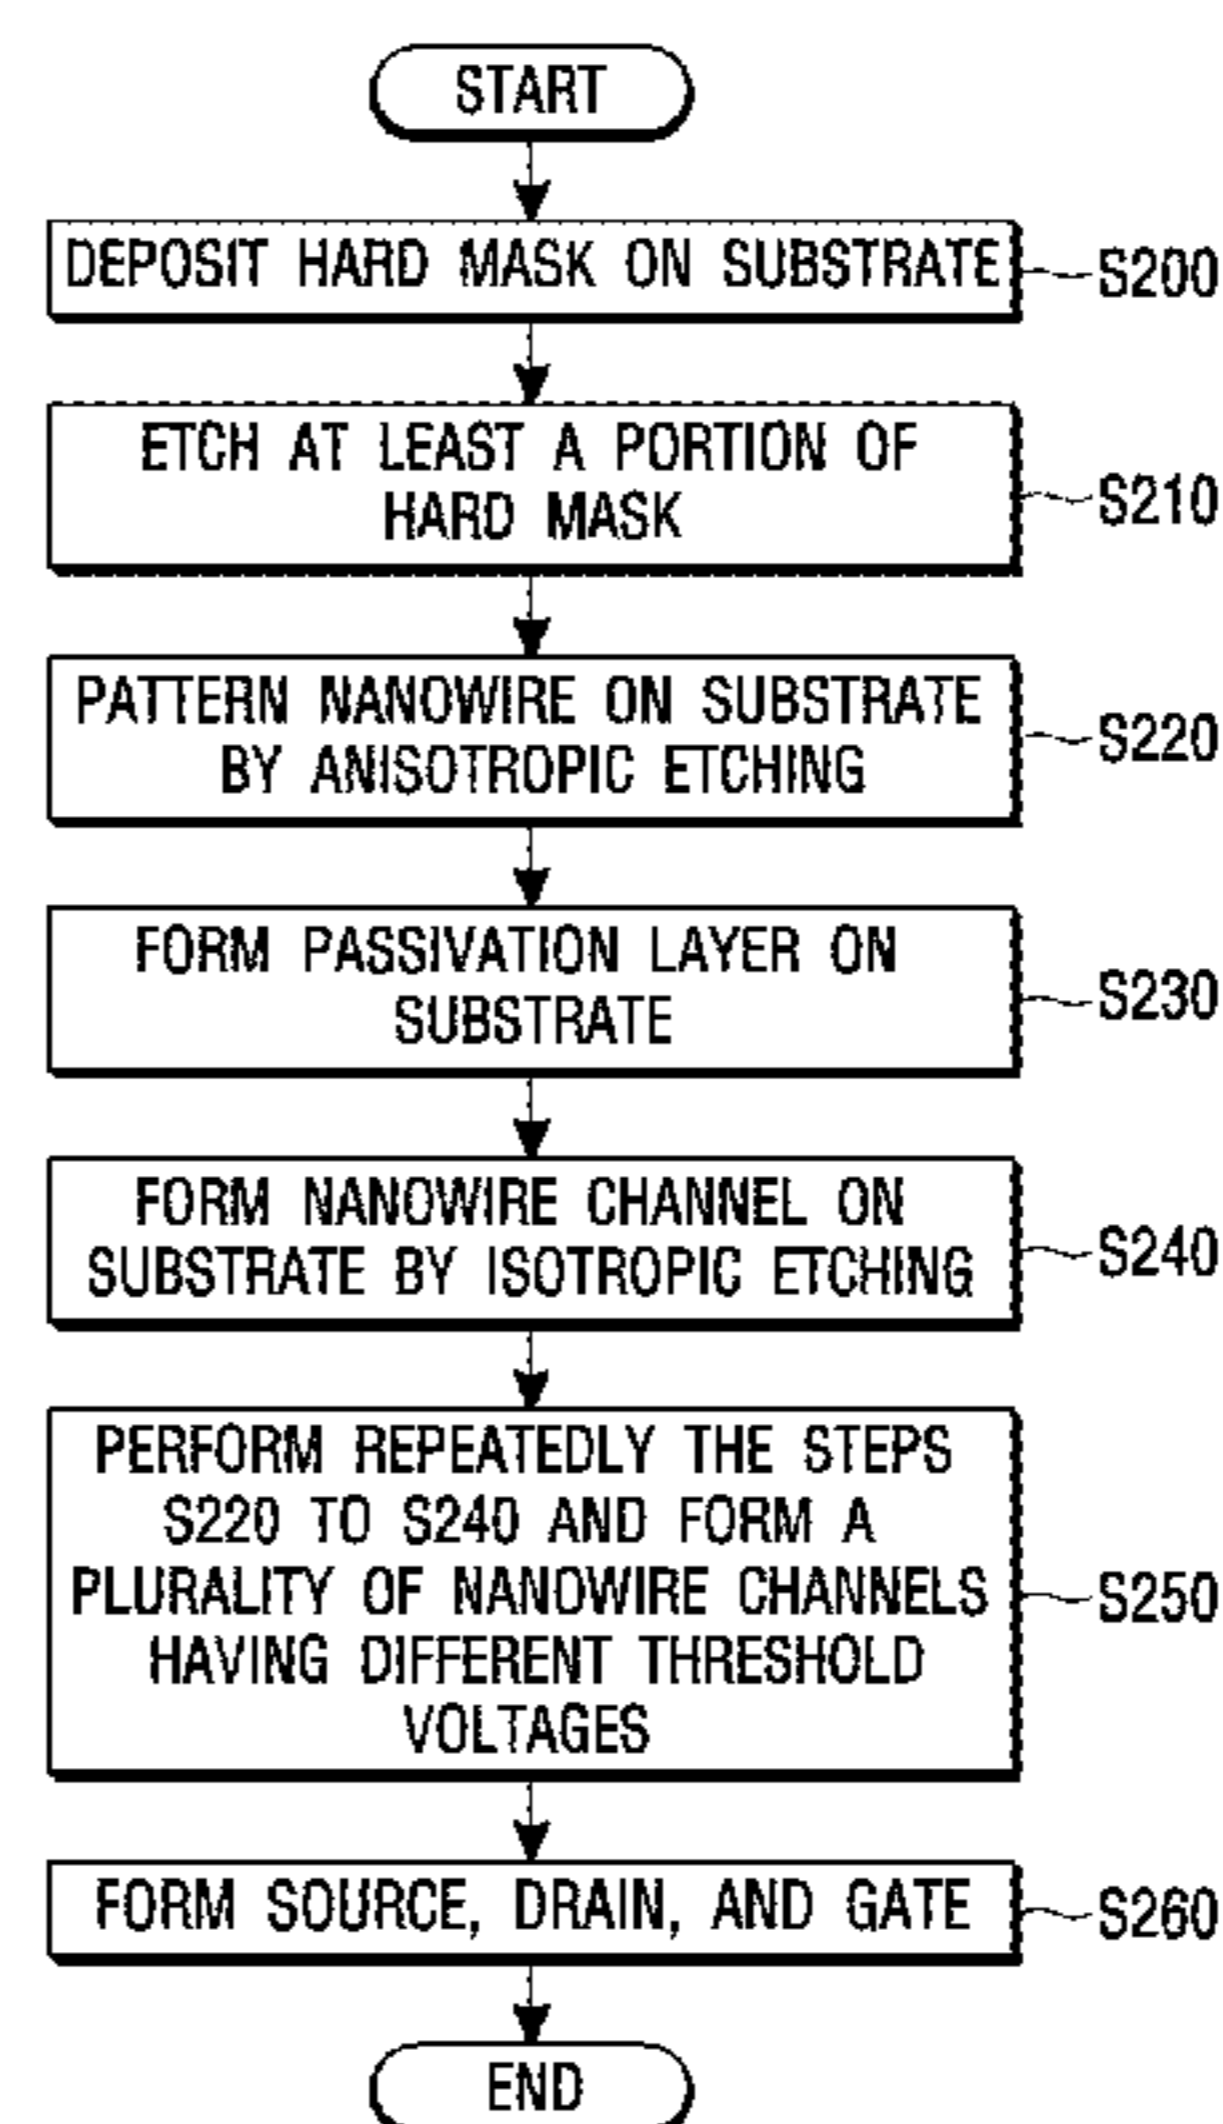 START
DEPOSIT HARD MASK ON SUBSTRATE
S200
ETCH AT LEAST A PORTION OF
HARD MASK
S210
PATTERN NANOWIRE ON SUBSTRATE
BY ANISOTROPIC ETCHING
S220
FORM PASSIVATION LAYER ON
SUBSTRATE
S230
FORM NANOWIRE CHANNEL ON
SUBSTRATE BY ISOTROPIC ETCHING
S240
PERFORM REPEATEDLY THE STEPS
S220 TO S240 AND FORM A
PLURALITY OF NANOWIRE CHANNELS
HAVING DIFFERENT THRESHOLD
VOLTAGES
S250
FORM SOURCE, DRAIN, AND GATE
S260
END